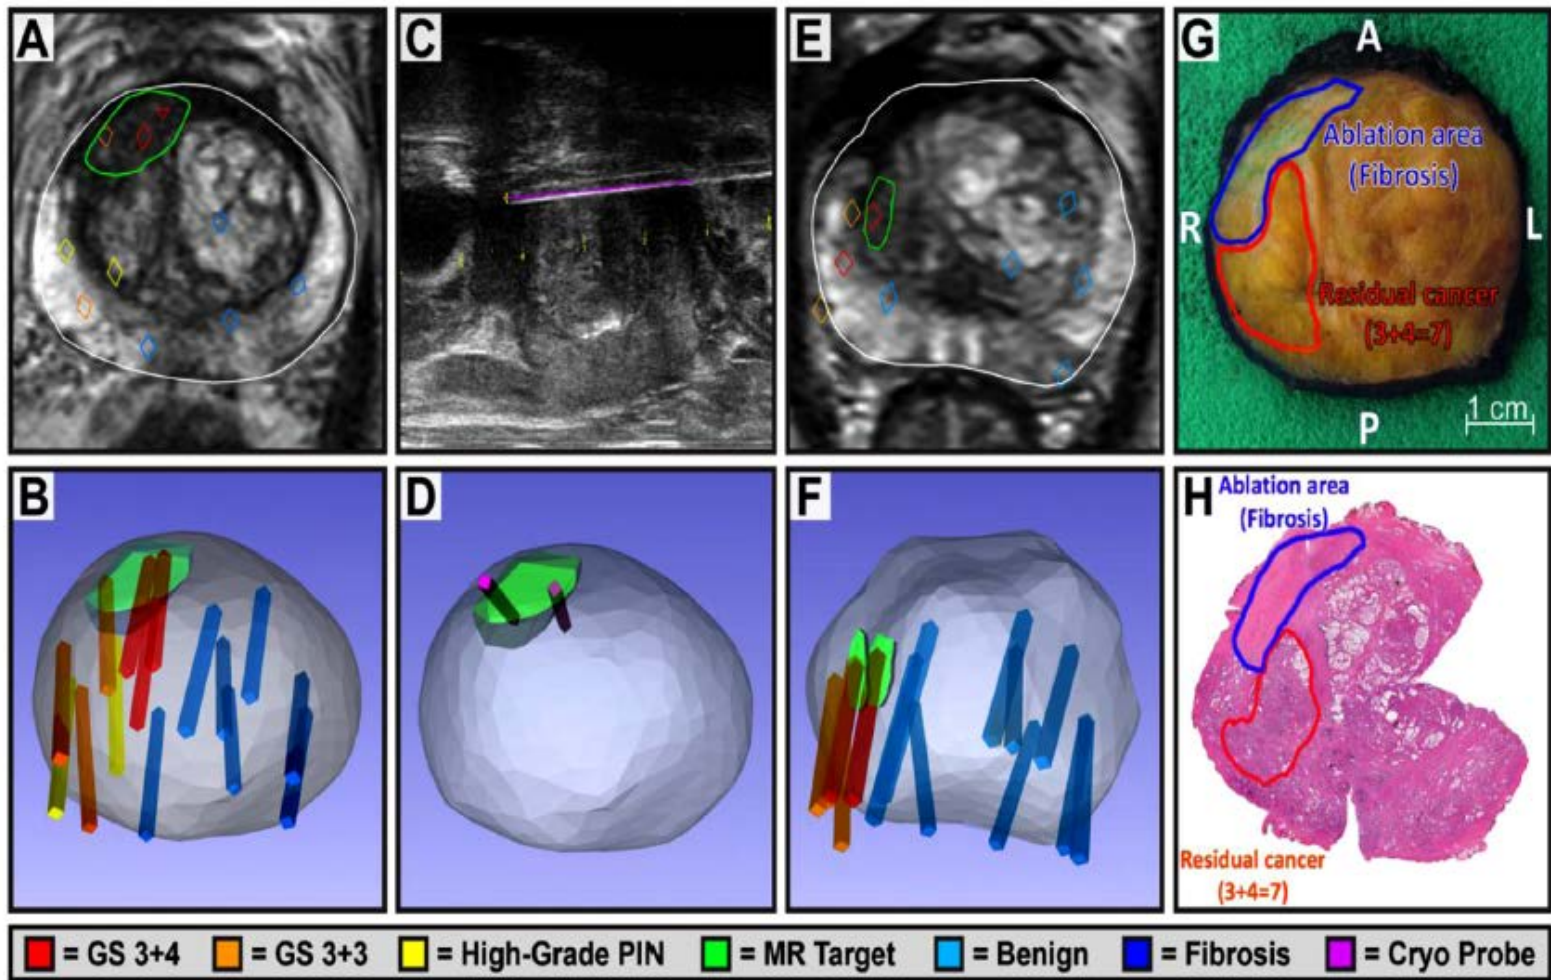 A
C
E
G
A
Ablation area
(Fibrosis)
R
L
Residual cancer
(3+4=7)
1 cm
P
B
D
F
H
Ablation area
(Fibrosis)
Residual cancer
(3+4=7)
= GS 3+4
= GS 3+3
= High-Grade PIN
= MR Target
= Benign
= Fibrosis
= Cryo Probe